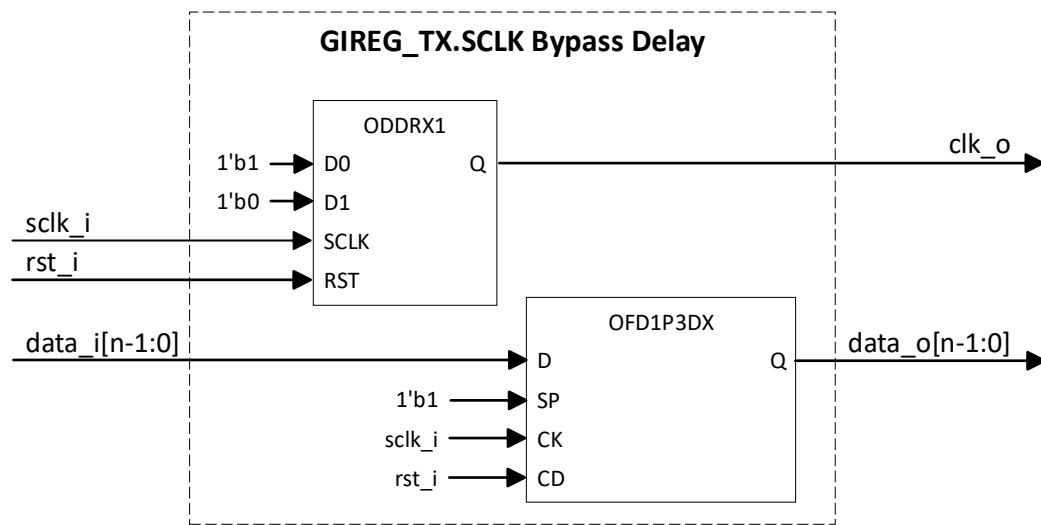 GIREG_TX.SCLK Bypass Delay
ODDRX1
1'b1 D0 Q clk_o
1'b0 D1
sclk_i SCLK
rst_i RST
OFD1P3DX
data_i[n-1:0] D Q data_o[n-1:0]
1'b1 SP
sclk_i CK
rst_i CD